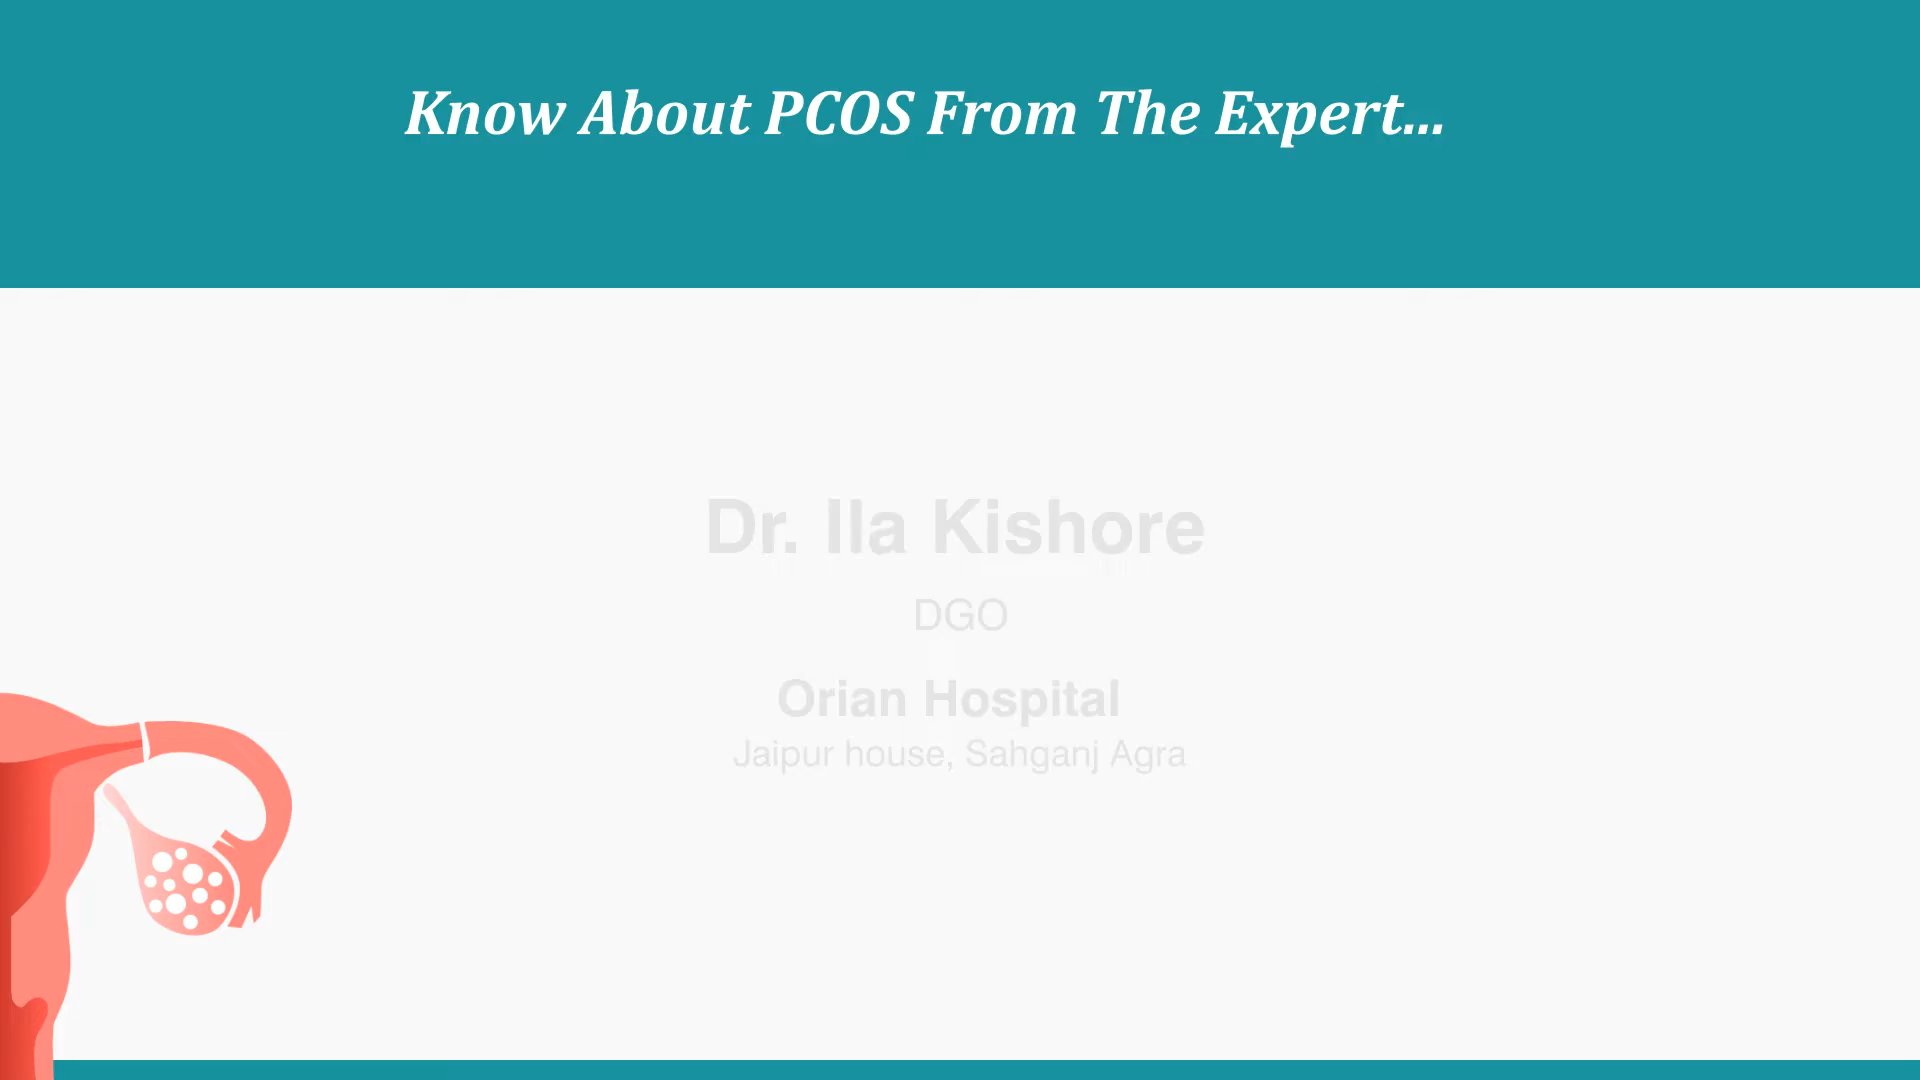 Know About PCOS From The Expert...
Dr. Ila Kishore
DGO
Orian Hospital
Jaipur house, Sahganj Agra